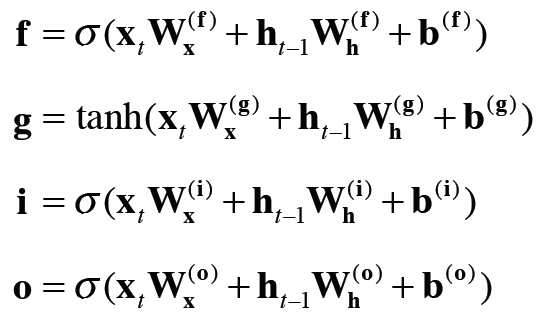 f = σ(x_t W_x^(f) + h_{t−1} W_h^(f) + b^(f))
g = tanh(x_t W_x^(g) + h_{t−1} W_h^(g) + b^(g))
i = σ(x_t W_x^(i) + h_{t−1} W_h^(i) + b^(i))
o = σ(x_t W_x^(o) + h_{t−1} W_h^(o) + b^(o))